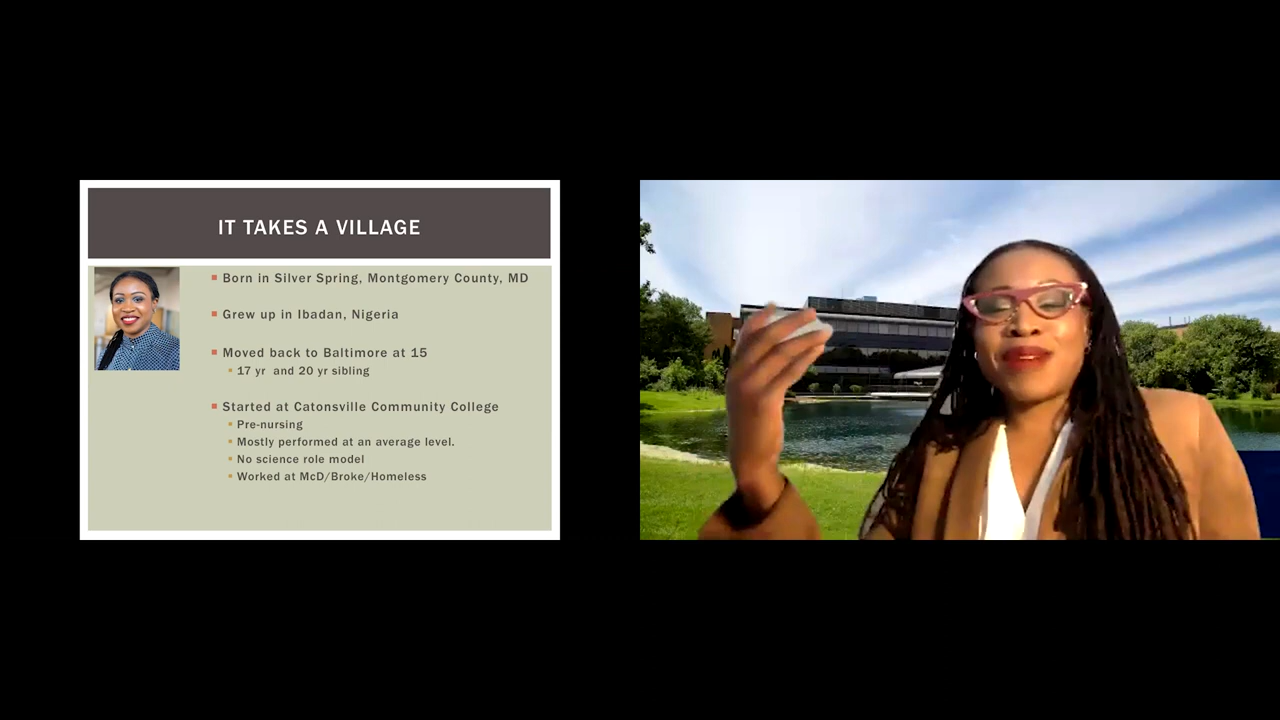 IT TAKES A VILLAGE
Born in Silver Spring, Montgomery County, MD
Grew up in Ibadan, Nigeria
Moved back to Baltimore at 15
17 yr and 20 yr sibling
Started at Catonsville Community College
Pre-nursing
Mostly performed at an average level.
No science role model
Worked at McD/Broke/Homeless